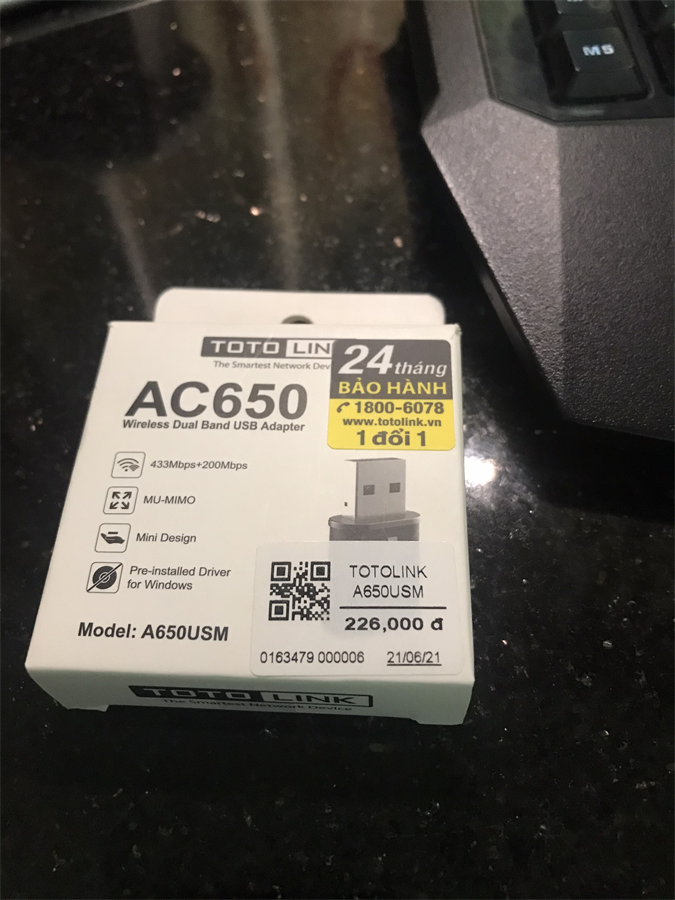 M5
TOTO LIN
The Smartest Network Dev
24 tháng
BẢO HÀNH
1800-6078
www.totolink.vn
1 đổi 1
AC650
Wireless Dual Band USB Adapter
433Mbps+200Mbps
MU-MIMO
Mini Design
Pre-installed Driver
for Windows
Model: A650USM
TOTOLINK
A650USM
226,000 đ
0163479 000006 21/06/21
TOTO LINK
The Smartest Network Device